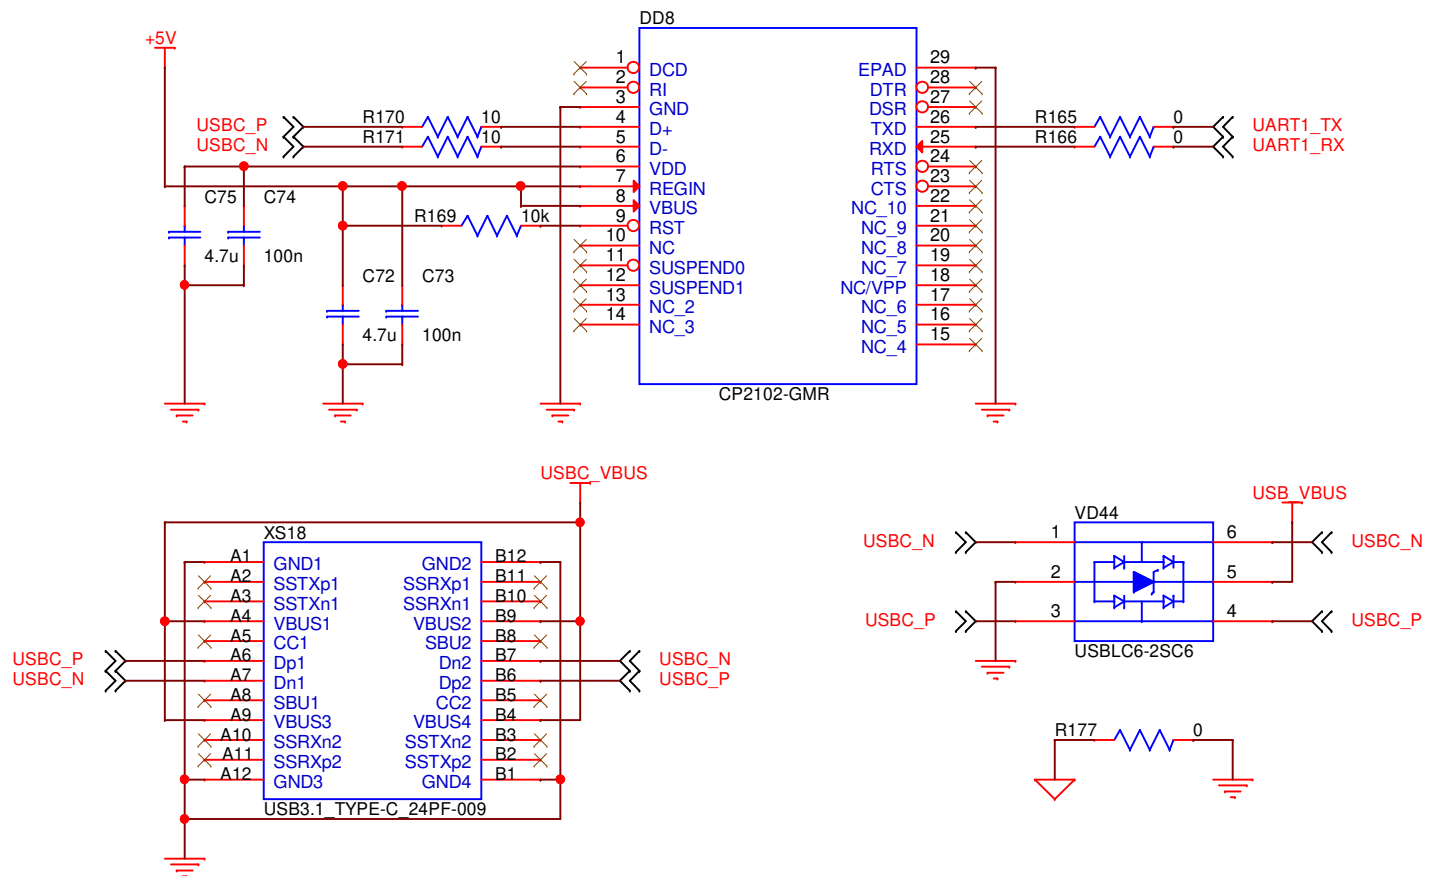 DD8
+5V
1 DCD
2 RI
3 GND
4 D+
5 D-
6 VDD
7 REGIN
8 VBUS
9 RST
10 NC
11 SUSPEND0
12 SUSPEND1
13 NC_2
14 NC_3
EPAD 29
DTR 28
DSR 27
TXD 26
RXD 25
RTS 24
CTS 23
NC_10 22
NC_9 21
NC_8 20
NC_7 19
NC/VPP 18
NC_6 17
NC_5 16
NC_4 15
CP2102-GMR
USBC_P R170 10
USBC_N R171 10
R165 0 UART1_TX
R166 0 UART1_RX
C75 C74
4.7u 100n
R169 10k
C72 C73
4.7u 100n
USBC_VBUS
XS18
A1 GND1 GND2 B12
A2 SSTXp1 SSRXp1 B11
A3 SSTXn1 SSRXn1 B10
A4 VBUS1 VBUS2 B9
A5 CC1 SBU2 B8
USBC_P A6 Dp1 Dn2 B7 USBC_N
USBC_N A7 Dn1 Dp2 B6 USBC_P
A8 SBU1 CC2 B5
A9 VBUS3 VBUS4 B4
A10 SSRXn2 SSTXn2 B3
A11 SSRXp2 SSTXp2 B2
A12 GND3 GND4 B1
USB3.1_TYPE-C_24PF-009
USB_VBUS
VD44
USBC_N 1 6 USBC_N
2 5
USBC_P 3 4 USBC_P
USBLC6-2SC6
R177 0